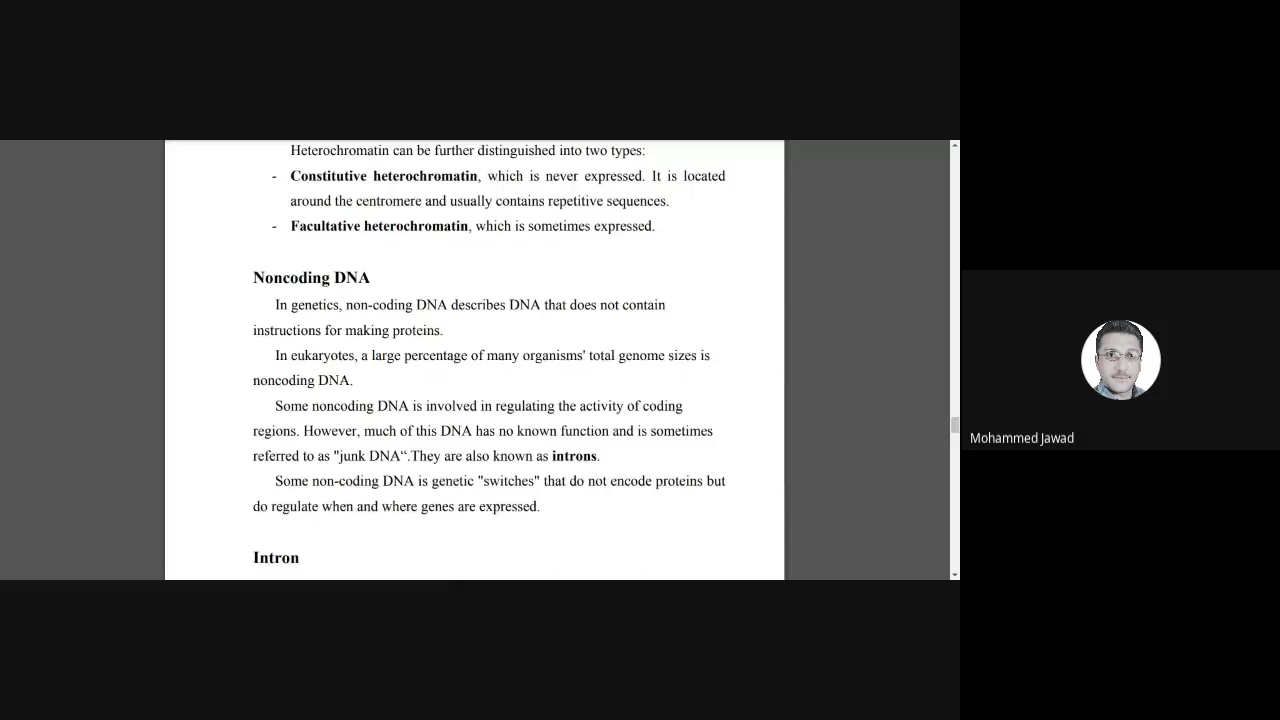 Heterochromatin can be further distinguished into two types:
- Constitutive heterochromatin, which is never expressed. It is located
around the centromere and usually contains repetitive sequences.
- Facultative heterochromatin, which is sometimes expressed.
Noncoding DNA
In genetics, non-coding DNA describes DNA that does not contain
instructions for making proteins.
In eukaryotes, a large percentage of many organisms' total genome sizes is
noncoding DNA.
Some noncoding DNA is involved in regulating the activity of coding
regions. However, much of this DNA has no known function and is sometimes
referred to as "junk DNA“.They are also known as introns.
Some non-coding DNA is genetic "switches" that do not encode proteins but
do regulate when and where genes are expressed.
Intron
Mohammed Jawad